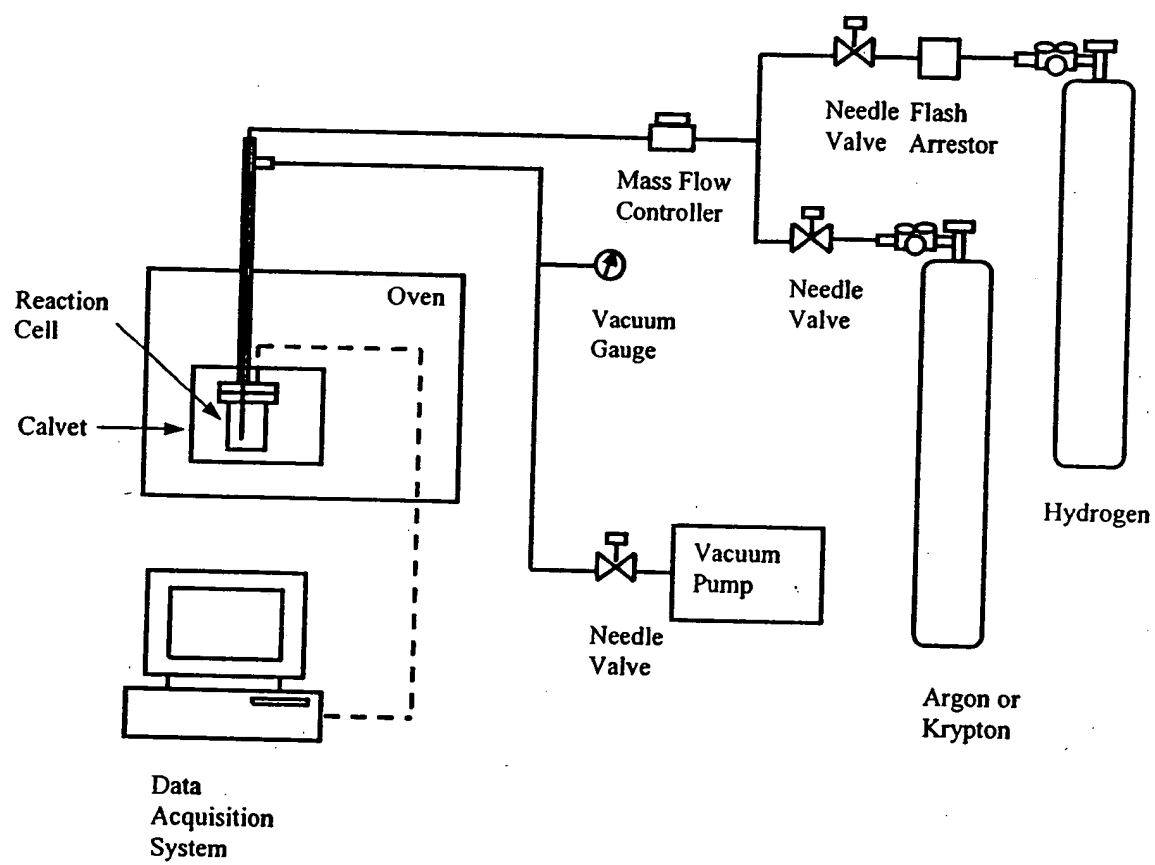 Needle Flash
Valve Arrestor
Mass Flow
Controller
Needle
Valve
Oven
Reaction
Cell
Vacuum
Gauge
Calvet
Hydrogen
Vacuum
Pump
Needle
Valve
Argon or
Krypton
Data
Acquisition
System